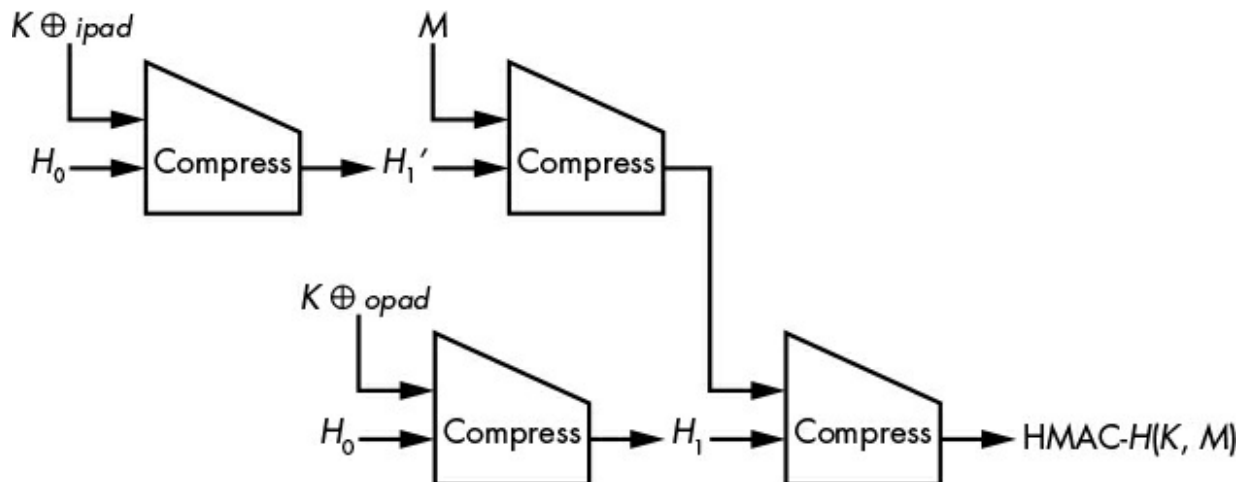 K ⊕ ipad
M
H₀
Compress
H₁′
Compress
K ⊕ opad
H₀
Compress
H₁
Compress
HMAC-H(K, M)